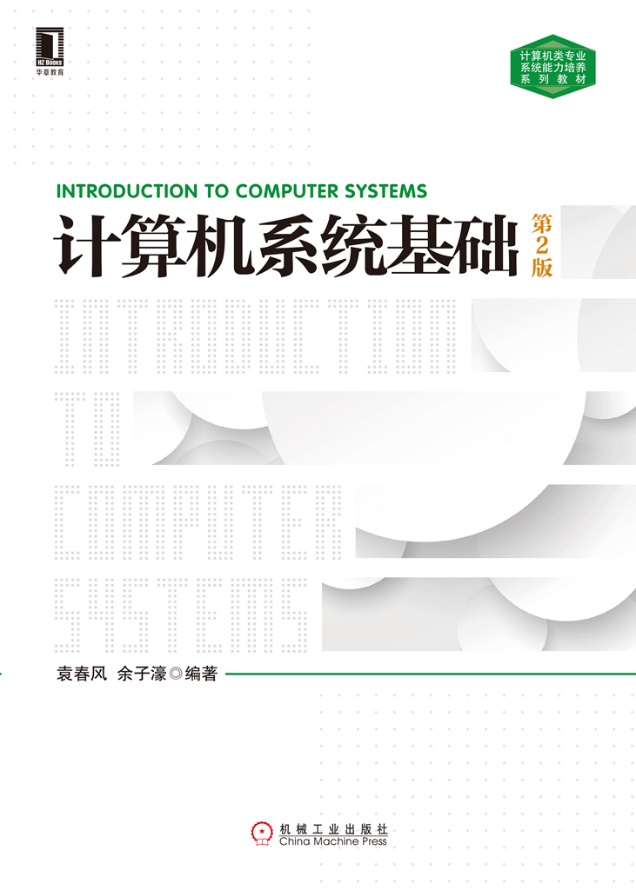 HZ Books
华章教育
计算机类专业
系统能力培养
系列教材
INTRODUCTION TO COMPUTER SYSTEMS
计算机系统基础
第2版
INTRODUCTION
TO
COMPUTER
SYSTEMS
袁春风 余子濠◎编著
机械工业出版社
China Machine Press